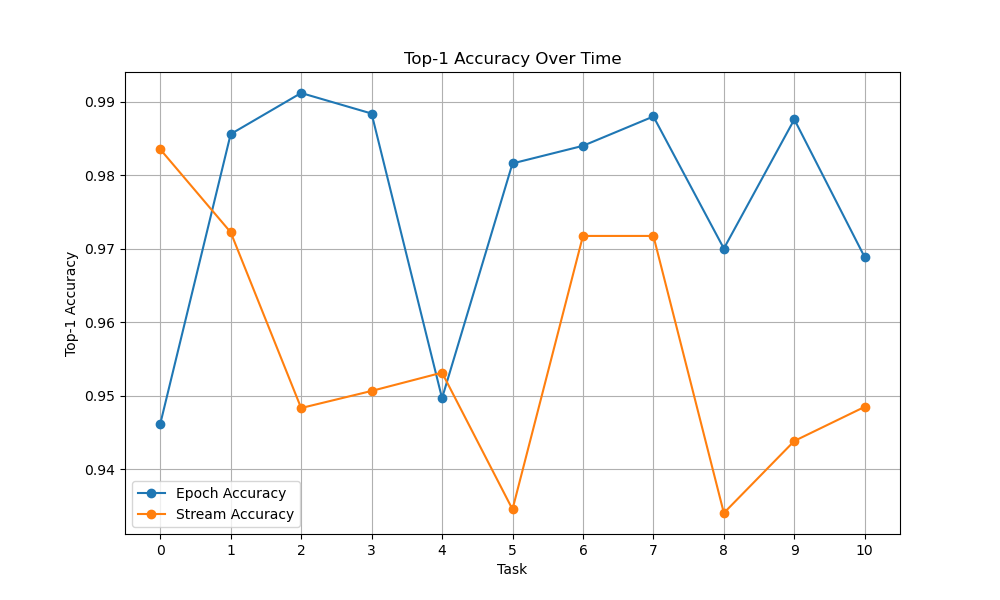 Top-1 Accuracy Over Time
Top-1 Accuracy
0.99
0.98
0.97
0.96
0.95
0.94
Epoch Accuracy
Stream Accuracy
0 1 2 3 4 5 6 7 8 9 10
Task